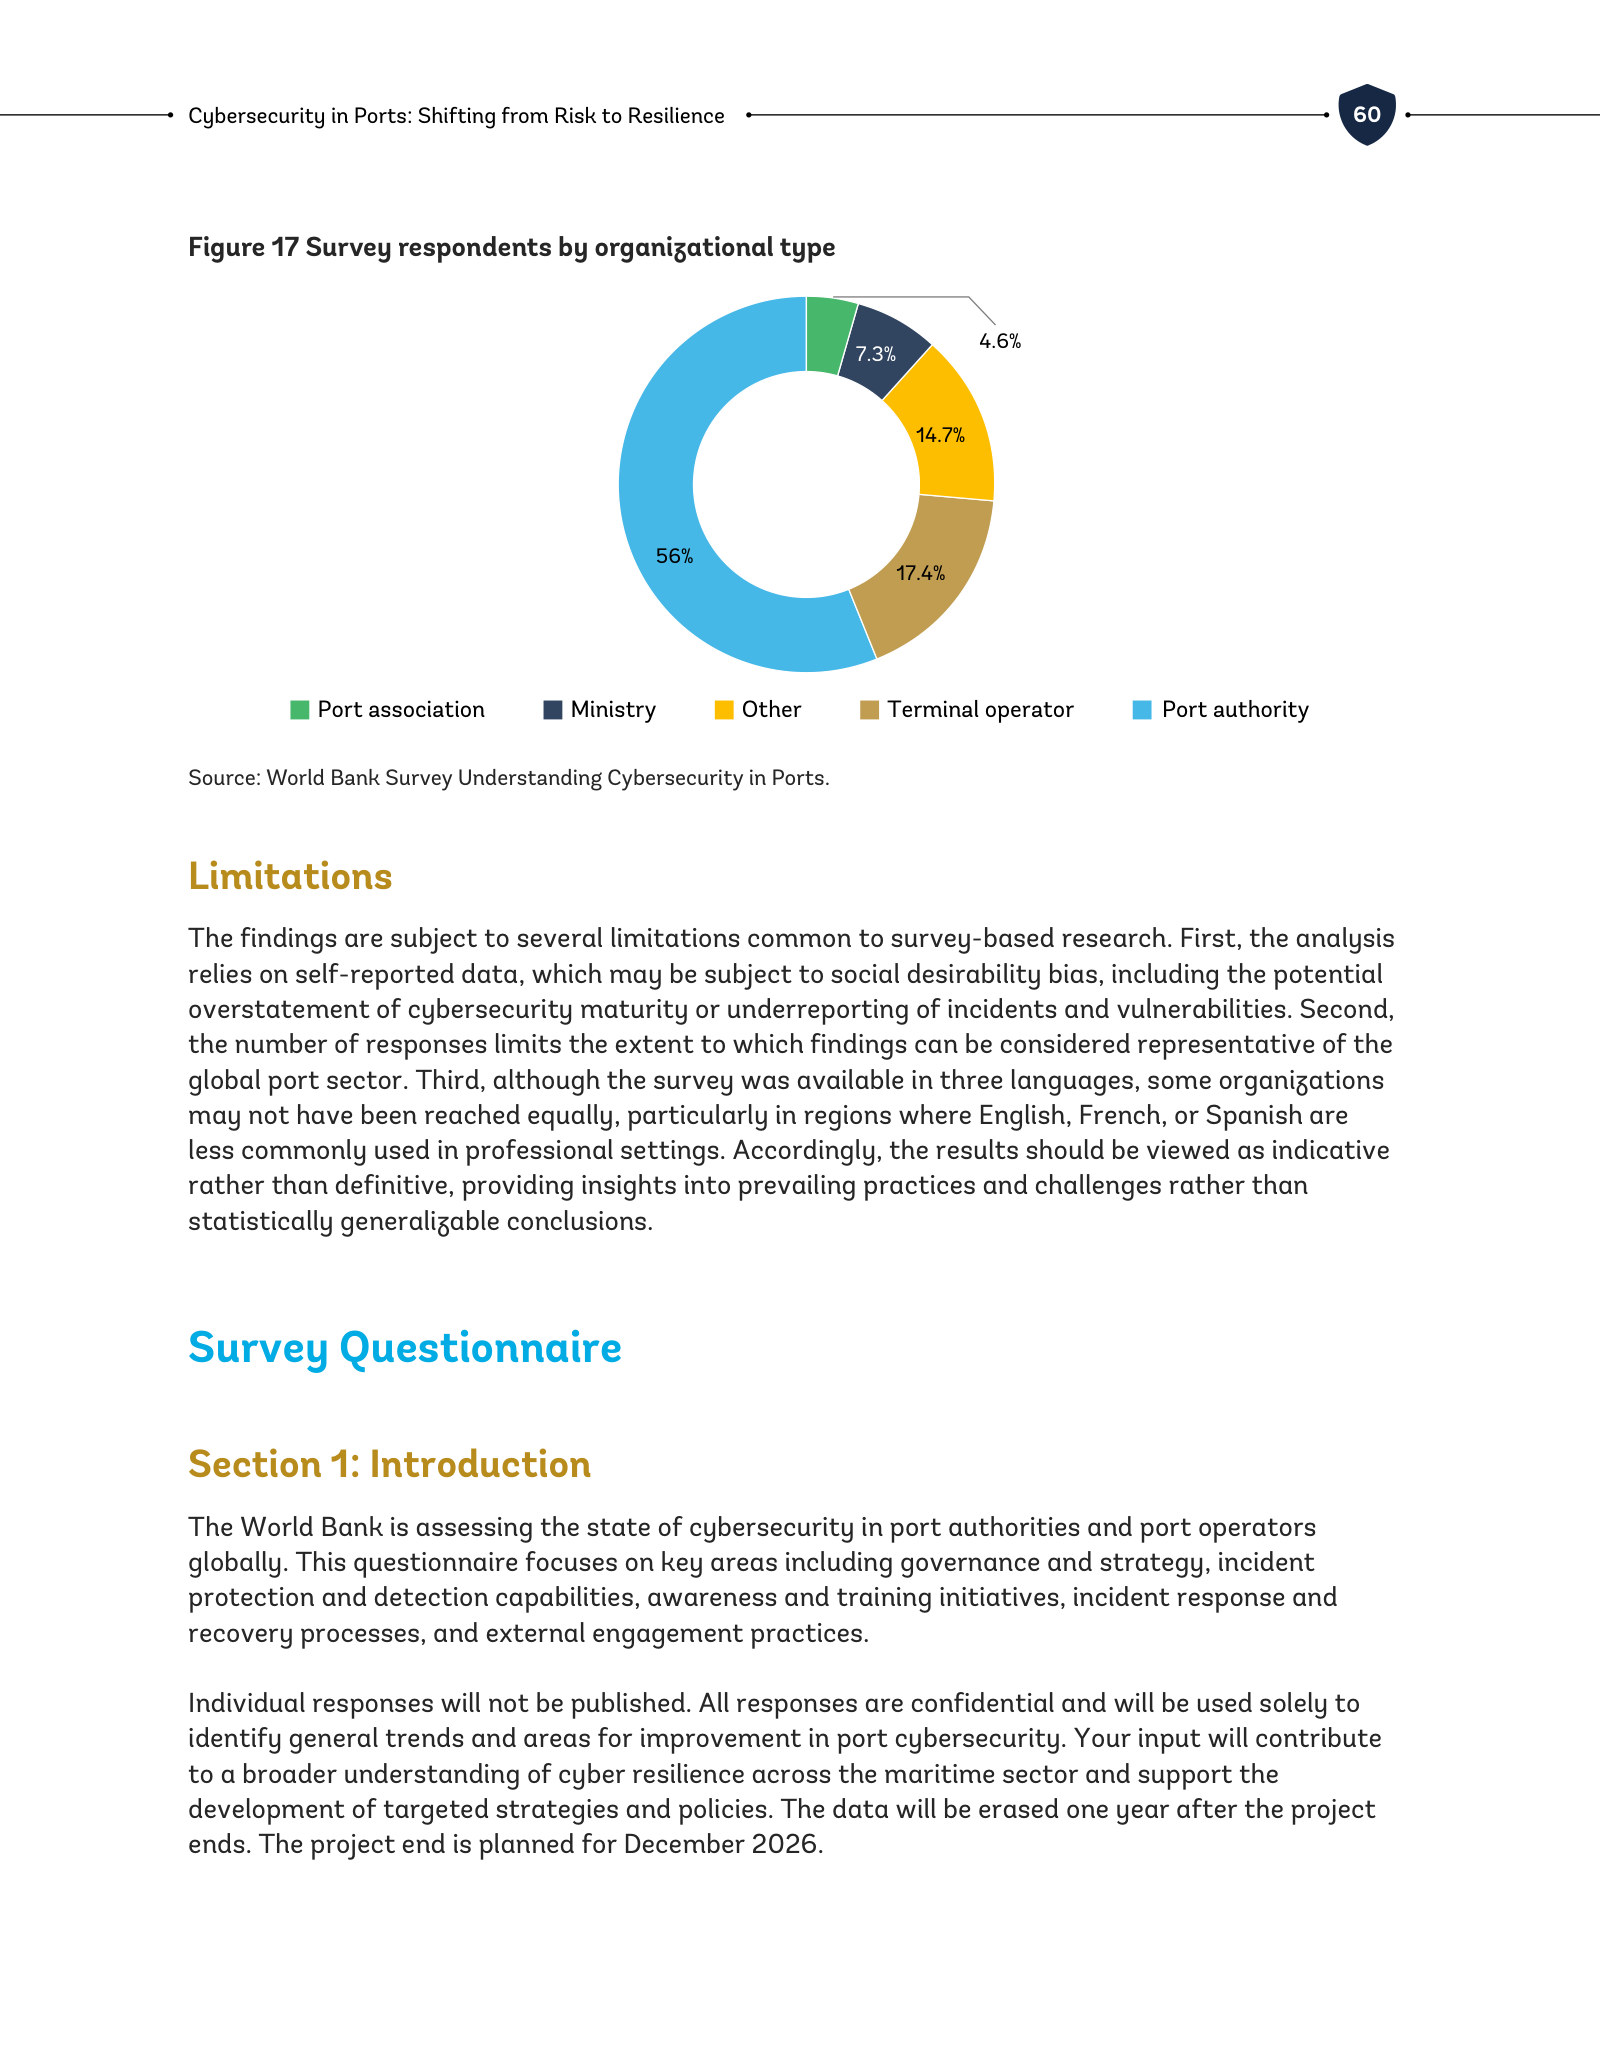 Cybersecurity in Ports: Shifting from Risk to Resilience
60
Figure 17 Survey respondents by organizational type
4.6%
7.3%
14.7%
17.4%
56%
Port association
Ministry
Other
Terminal operator
Port authority
Source: World Bank Survey Understanding Cybersecurity in Ports.
Limitations
The findings are subject to several limitations common to survey-based research. First, the analysis
relies on self-reported data, which may be subject to social desirability bias, including the potential
overstatement of cybersecurity maturity or underreporting of incidents and vulnerabilities. Second,
the number of responses limits the extent to which findings can be considered representative of the
global port sector. Third, although the survey was available in three languages, some organizations
may not have been reached equally, particularly in regions where English, French, or Spanish are
less commonly used in professional settings. Accordingly, the results should be viewed as indicative
rather than definitive, providing insights into prevailing practices and challenges rather than
statistically generalizable conclusions.
Survey Questionnaire
Section 1: Introduction
The World Bank is assessing the state of cybersecurity in port authorities and port operators
globally. This questionnaire focuses on key areas including governance and strategy, incident
protection and detection capabilities, awareness and training initiatives, incident response and
recovery processes, and external engagement practices.
Individual responses will not be published. All responses are confidential and will be used solely to
identify general trends and areas for improvement in port cybersecurity. Your input will contribute
to a broader understanding of cyber resilience across the maritime sector and support the
development of targeted strategies and policies. The data will be erased one year after the project
ends. The project end is planned for December 2026.